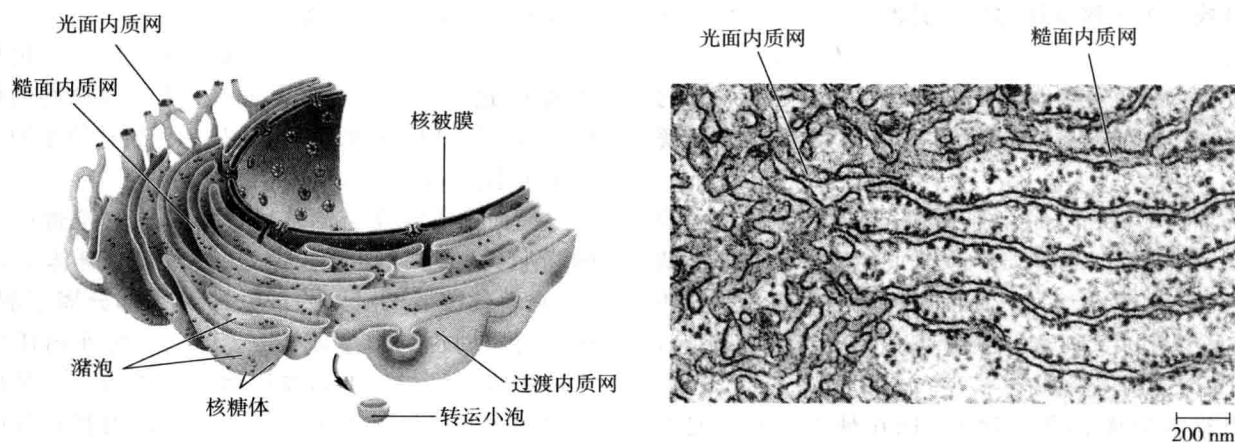 光面内质网
糙面内质网
核被膜
潴泡
核糖体
过渡内质网
转运小泡
光面内质网
糙面内质网
200 nm